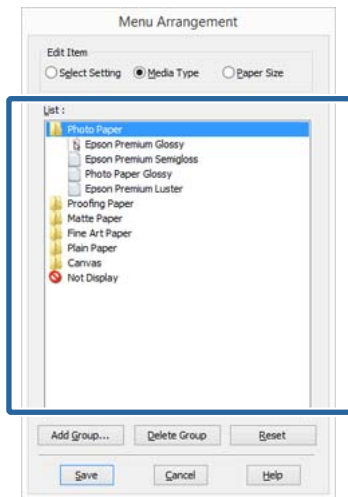 Menu Arrangement
Edit Item
Select Setting Media Type Paper Size
List :
Photo Paper
Epson Premium Glossy
Epson Premium Semigloss
Photo Paper Glossy
Epson Premium Luster
Proofing Paper
Matte Paper
Fine Art Paper
Plain Paper
Canvas
Not Display
Add Group... Delete Group Reset
Save Cancel Help